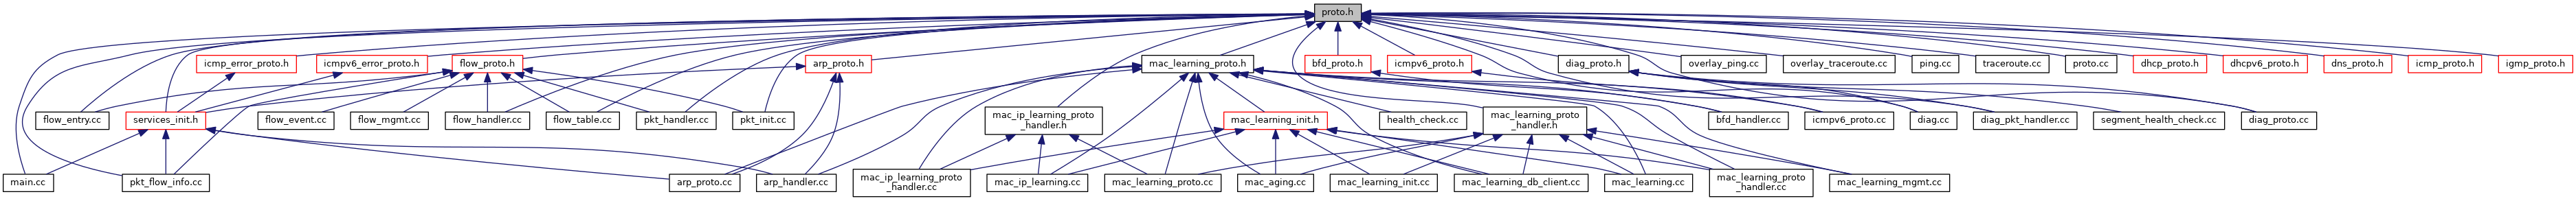 proto.h
icmp_error_proto.h
icmpv6_error_proto.h
flow_proto.h
arp_proto.h
mac_learning_proto.h
bfd_proto.h
icmpv6_proto.h
diag_proto.h
overlay_ping.cc
overlay_traceroute.cc
ping.cc
traceroute.cc
proto.cc
dhcp_proto.h
dhcpv6_proto.h
dns_proto.h
icmp_proto.h
igmp_proto.h
flow_entry.cc
services_init.h
flow_event.cc
flow_mgmt.cc
flow_handler.cc
flow_table.cc
pkt_handler.cc
pkt_init.cc
mac_ip_learning_proto
_handler.h
mac_learning_init.h
health_check.cc
mac_learning_proto
_handler.h
bfd_handler.cc
icmpv6_proto.cc
diag.cc
diag_pkt_handler.cc
segment_health_check.cc
diag_proto.cc
main.cc
pkt_flow_info.cc
arp_proto.cc
arp_handler.cc
mac_ip_learning_proto
_handler.cc
mac_ip_learning.cc
mac_learning_proto.cc
mac_aging.cc
mac_learning_init.cc
mac_learning_db_client.cc
mac_learning.cc
mac_learning_proto
_handler.cc
mac_learning_mgmt.cc